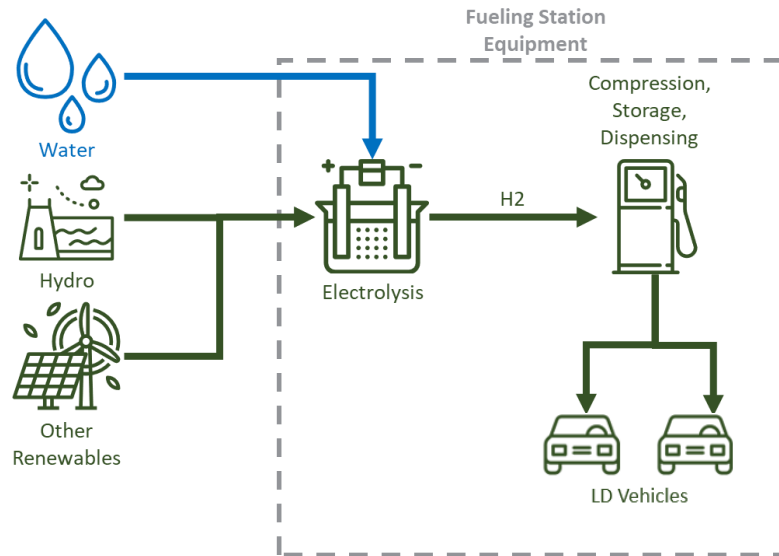 Fueling Station
Equipment
Water
Hydro
Other
Renewables
+ −
Electrolysis
H2
Compression,
Storage,
Dispensing
LD Vehicles